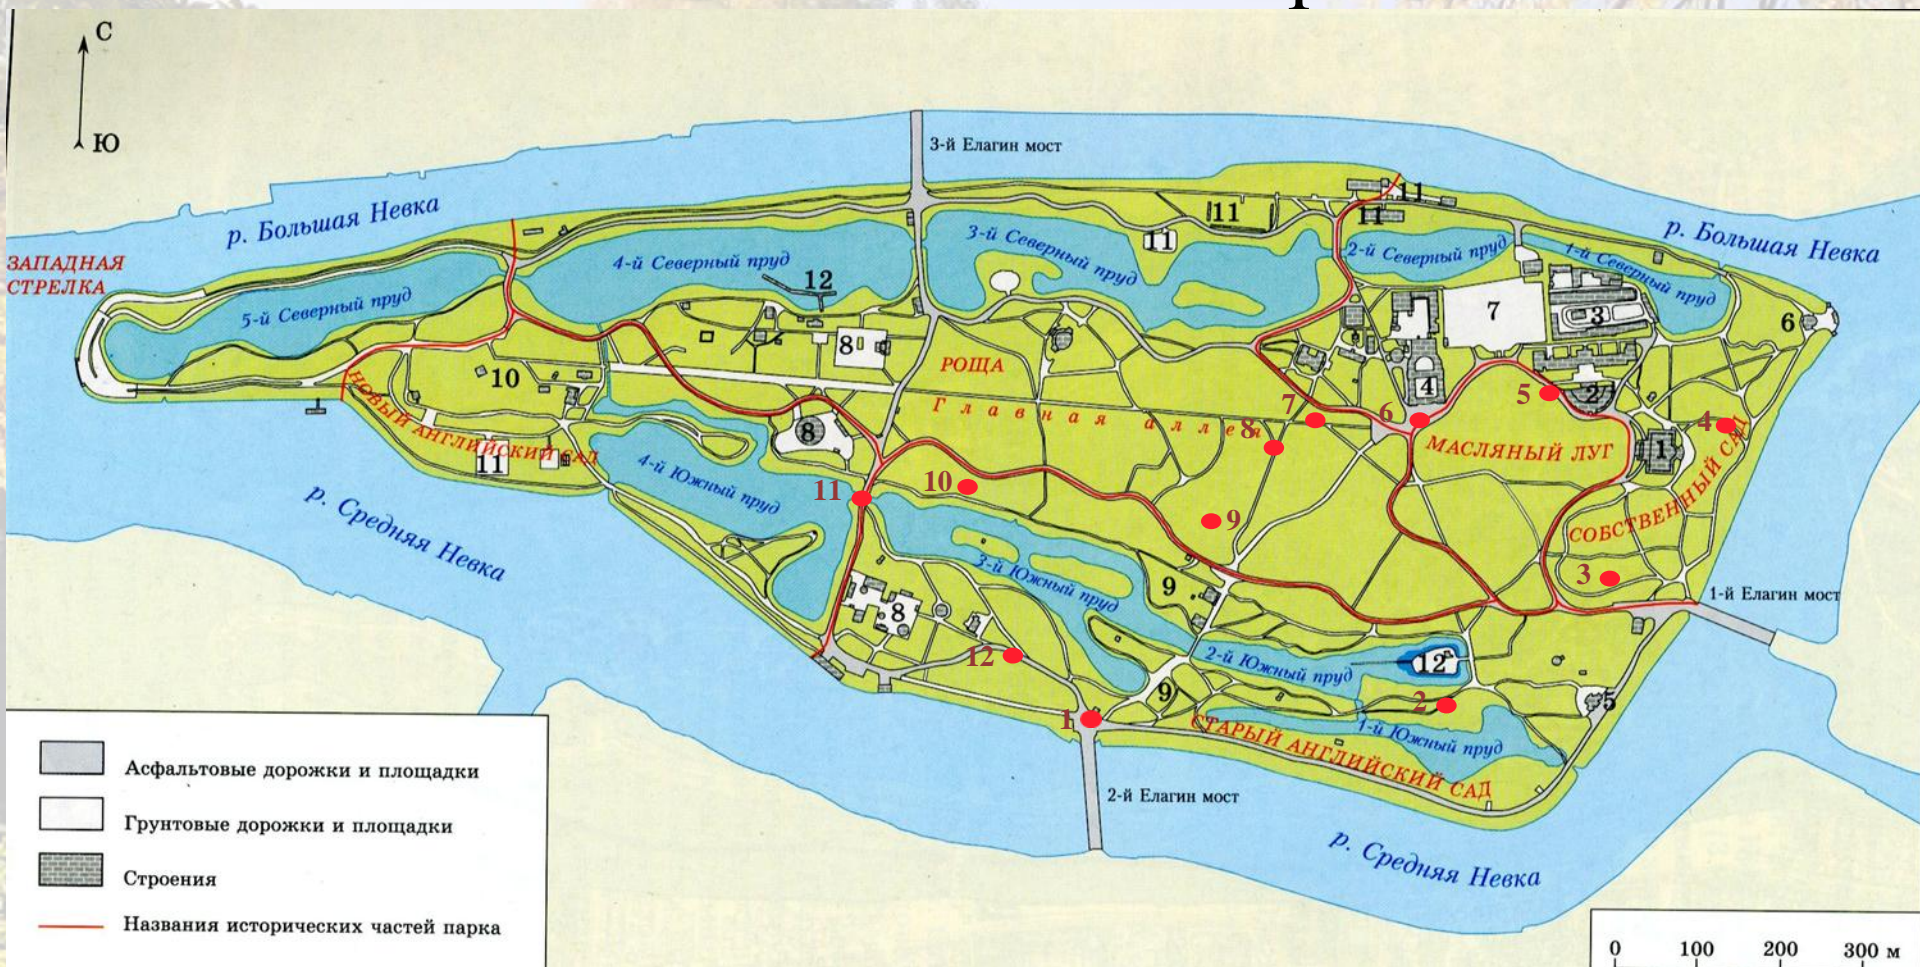 С
Ю
3-й Елагин мост
р. Большая Невка
р. Большая Невка
ЗАПАДНАЯ
СТРЕЛКА
5-й Северный пруд
4-й Северный пруд
3-й Северный пруд
2-й Северный пруд
1-й Северный пруд
11
11
11
11
12
7
3
6
8
РОЩА
4
2
5
10
НОВЫЙ АНГЛИЙСКИЙ САД
Главная аллея
7
6
8
4
МАСЛЯНЫЙ ЛУГ
1
8
11
4-й Южный пруд
11
10
9
СОБСТВЕННЫЙ САД
р. Средняя Невка
3-й Южный пруд
9
3
1-й Елагин мост
8
12
2-й Южный пруд
12
9
2
5
1
СТАРЫЙ АНГЛИЙСКИЙ САД
1-й Южный пруд
2-й Елагин мост
р. Средняя Невка
Асфальтовые дорожки и площадки
Грунтовые дорожки и площадки
Строения
Названия исторических частей парка
0 100 200 300 м